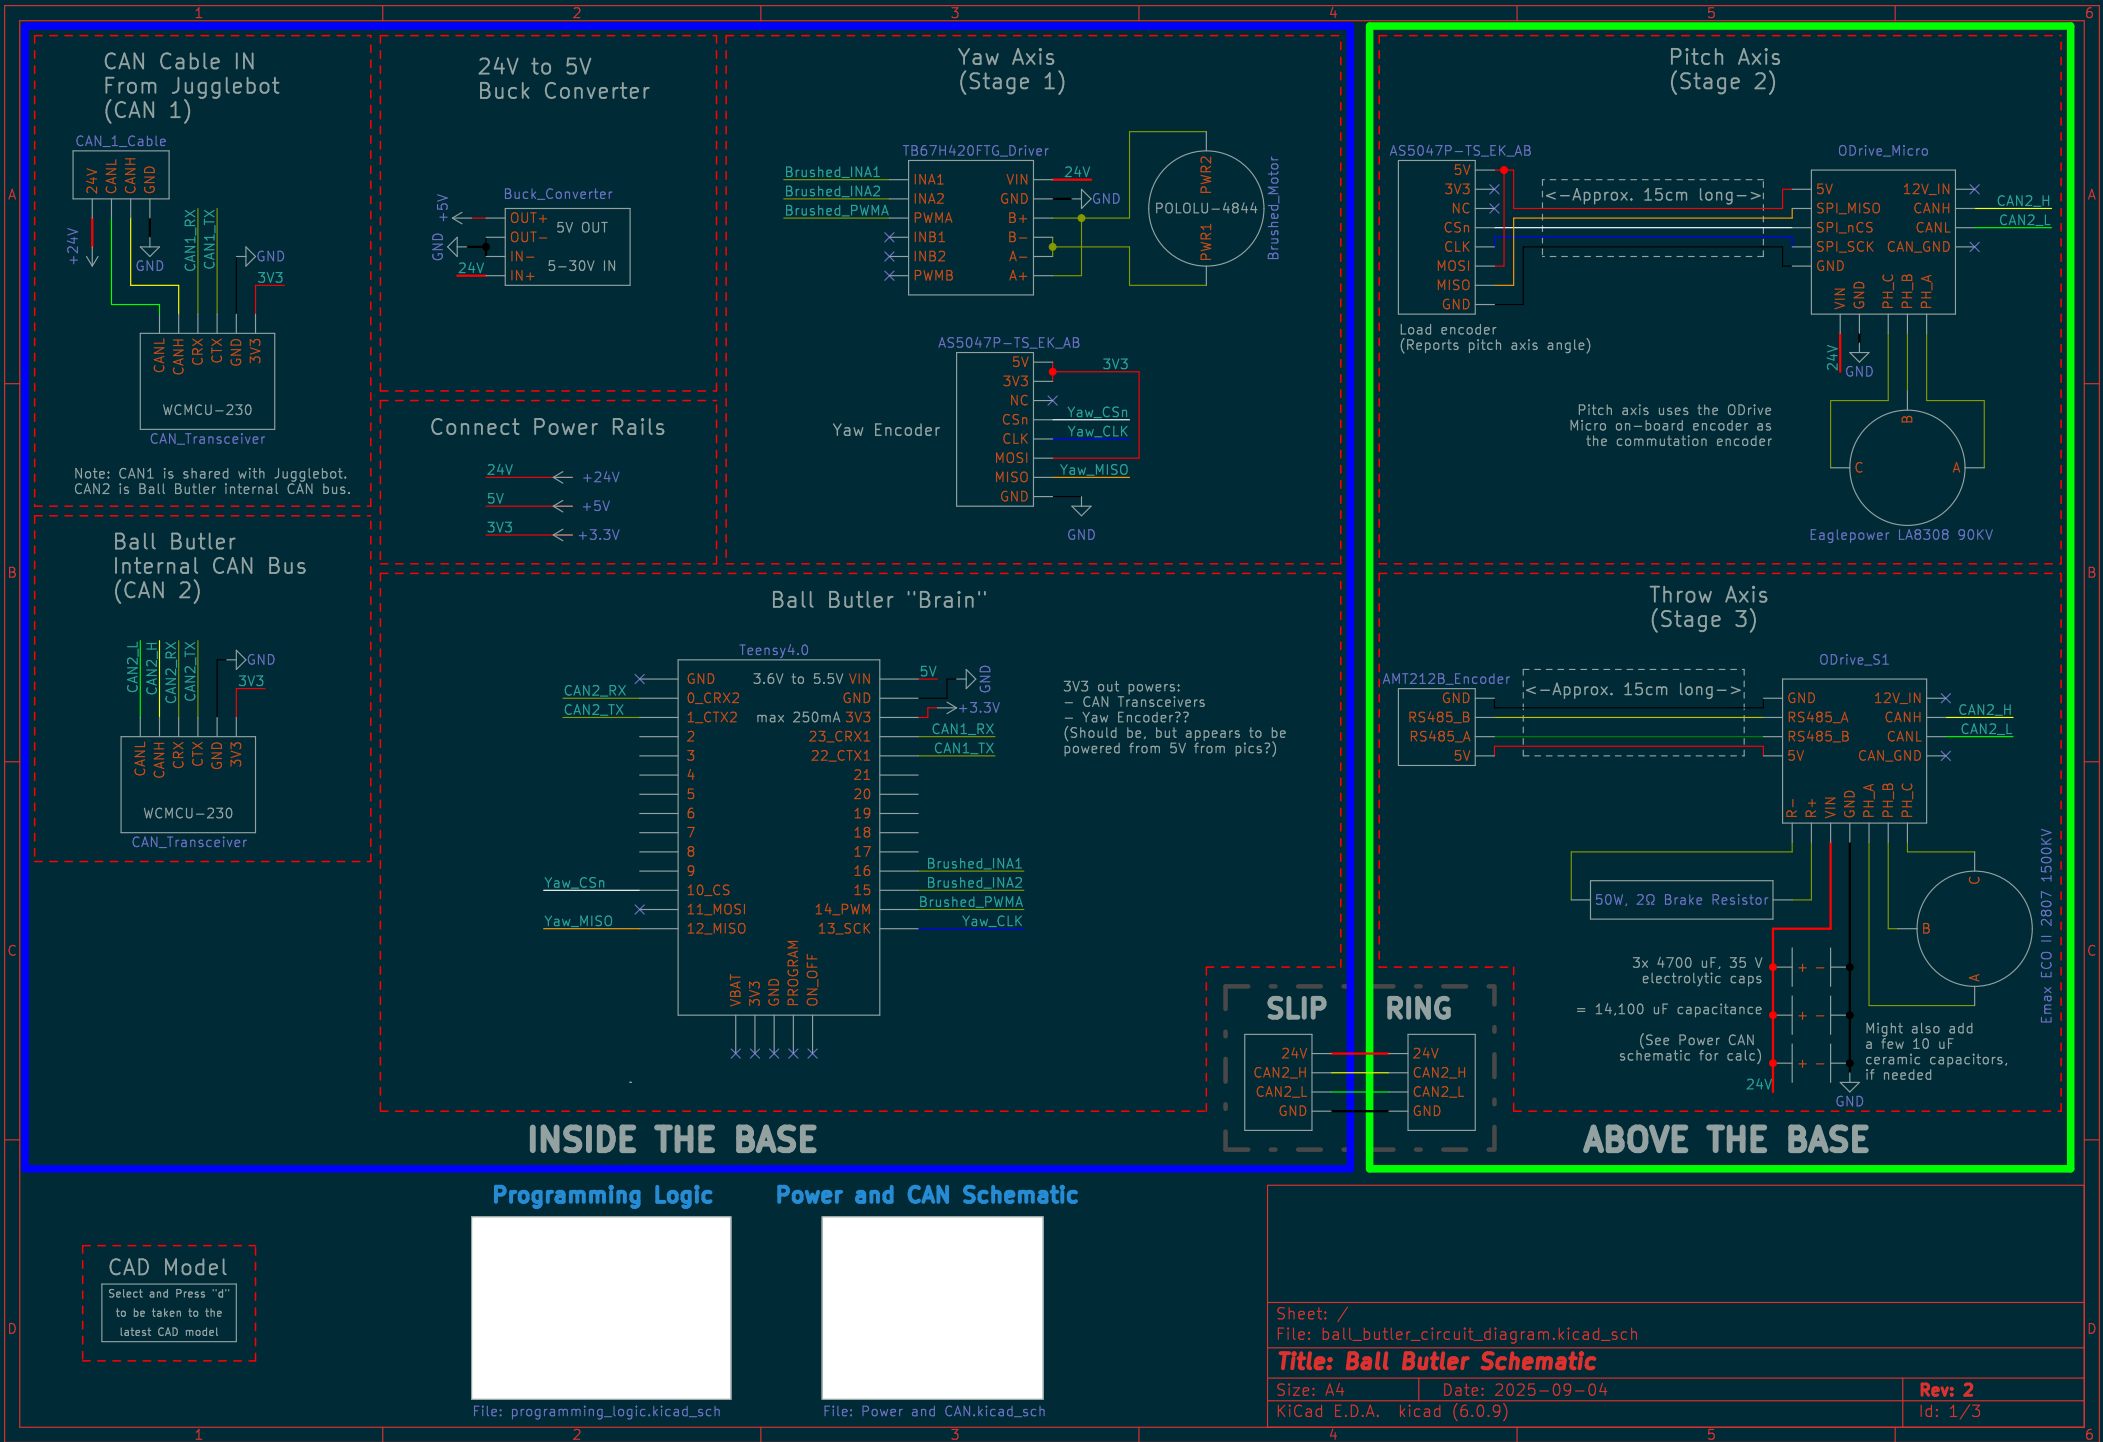 1 2 3 4 5 6
A
B
C
D
CAN Cable IN
From Jugglebot
(CAN 1)
CAN_1_Cable
24V
CANL
CANH
GND
+24V
GND
CAN1_RX
CAN1_TX
GND
3V3
CANL
CANH
CRX
CTX
GND
3V3
WCMCU-230
CAN_Transceiver
Note: CAN1 is shared with Jugglebot.
CAN2 is Ball Butler internal CAN bus.
24V to 5V
Buck Converter
Buck_Converter
+5V
GND
24V
OUT+
OUT-
IN-
IN+
5V OUT
5-30V IN
Connect Power Rails
24V +24V
5V +5V
3V3 +3.3V
Yaw Axis
(Stage 1)
TB67H420FTG_Driver
Brushed_INA1
Brushed_INA2
Brushed_PWMA
INA1
INA2
PWMA
INB1
INB2
PWMB
VIN
GND
B+
B-
A-
A+
24V
GND
PWR2
POLOLU-4844
PWR1
Brushed_Motor
AS5047P-TS_EK_AB
Yaw Encoder
5V
3V3
NC
CSn
CLK
MOSI
MISO
GND
3V3
Yaw_CSn
Yaw_CLK
Yaw_MISO
GND
Ball Butler
Internal CAN Bus
(CAN 2)
CAN2_L
CAN2_H
CAN2_RX
CAN2_TX
GND
3V3
CANL
CANH
CRX
CTX
GND
3V3
WCMCU-230
CAN_Transceiver
Ball Butler "Brain"
Teensy4.0
CAN2_RX
CAN2_TX
GND
0_CRX2
1_CTX2
2
3
4
5
6
7
8
9
10_CS
11_MOSI
12_MISO
Yaw_CSn
Yaw_MISO
3.6V to 5.5V VIN
GND
max 250mA 3V3
23_CRX1
22_CTX1
21
20
19
18
17
16
15
14_PWM
13_SCK
5V
GND
+3.3V
CAN1_RX
CAN1_TX
Brushed_INA1
Brushed_INA2
Brushed_PWMA
Yaw_CLK
VBAT
3V3
GND
PROGRAM
ON_OFF
3V3 out powers:
- CAN Transceivers
- Yaw Encoder??
(Should be, but appears to be
powered from 5V from pics?)
Pitch Axis
(Stage 2)
AS5047P-TS_EK_AB
5V
3V3
NC
CSn
CLK
MOSI
MISO
GND
Load encoder
(Reports pitch axis angle)
<-Approx. 15cm long->
ODrive_Micro
5V
SPI_MISO
SPI_nCS
SPI_SCK
GND
12V_IN
CANH
CANL
CAN_GND
CAN2_H
CAN2_L
VIN
GND
PH_C
PH_B
PH_A
24V
GND
Pitch axis uses the ODrive
Micro on-board encoder as
the commutation encoder
B
C
A
Eaglepower LA8308 90KV
Throw Axis
(Stage 3)
AMT212B_Encoder
GND
RS485_B
RS485_A
5V
<-Approx. 15cm long->
ODrive_S1
GND
RS485_A
RS485_B
5V
12V_IN
CANH
CANL
CAN_GND
CAN2_H
CAN2_L
R-
R+
VIN
GND
PH_A
PH_B
PH_C
50W, 2Ω Brake Resistor
C
B
A
Emax ECO II 2807 1500KV
3x 4700 uF, 35 V
electrolytic caps
= 14,100 uF capacitance
(See Power CAN
schematic for calc)
+ -
+ -
+ -
24V
GND
Might also add
a few 10 uF
ceramic capacitors,
if needed
SLIP RING
24V
CAN2_H
CAN2_L
GND
24V
CAN2_H
CAN2_L
GND
INSIDE THE BASE
ABOVE THE BASE
Programming Logic
File: programming_logic.kicad_sch
Power and CAN Schematic
File: Power and CAN.kicad_sch
CAD Model
Select and Press "d"
to be taken to the
latest CAD model
Sheet: /
File: ball_butler_circuit_diagram.kicad_sch
Title: Ball Butler Schematic
Size: A4 Date: 2025-09-04 Rev: 2
KiCad E.D.A. kicad (6.0.9) Id: 1/3
A
B
C
D
1 2 3 4 5 6